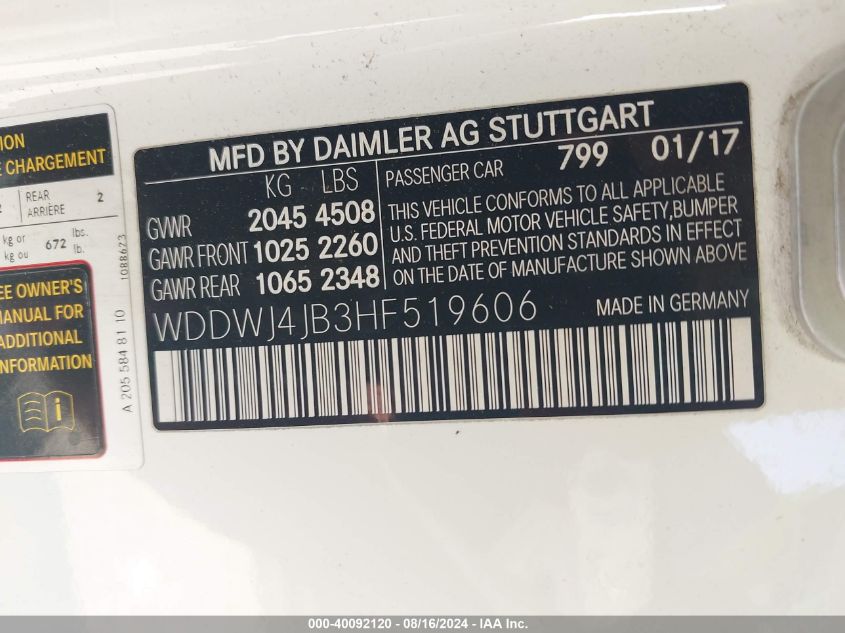 ION
E CHARGEMENT
2 REAR ARRIÈRE 2
kg or kg ou 672 lbs. lb.
1088623
EE OWNER'S
MANUAL FOR
ADDITIONAL
INFORMATION
A 205 584 81 10
MFD BY DAIMLER AG STUTTGART
KG LBS
GVWR 2045 4508
GAWR FRONT 1025 2260
GAWR REAR 1065 2348
PASSENGER CAR 799 01/17
THIS VEHICLE CONFORMS TO ALL APPLICABLE
U.S. FEDERAL MOTOR VEHICLE SAFETY,BUMPER
AND THEFT PREVENTION STANDARDS IN EFFECT
ON THE DATE OF MANUFACTURE SHOWN ABOVE
WDDWJ4JB3HF519606 MADE IN GERMANY
000-40092120 - 08/16/2024 - IAA Inc.